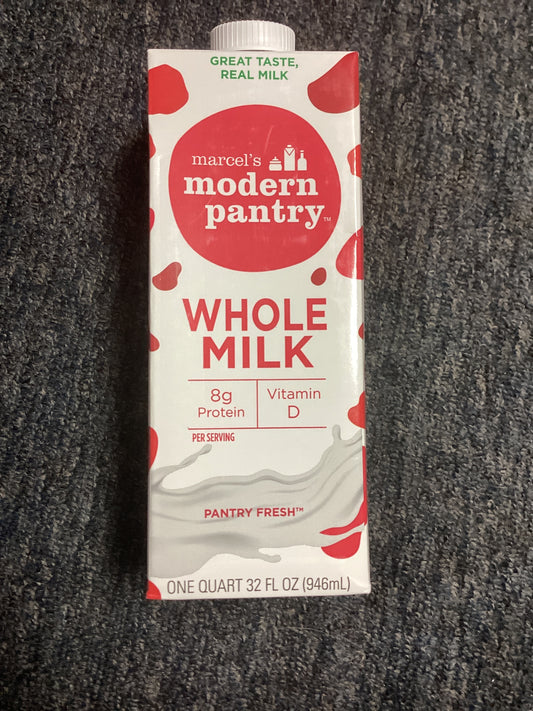 GREAT TASTE,
REAL MILK
marcel's
modern
pantry™
WHOLE
MILK
8g
Protein
Vitamin
D
PER SERVING
PANTRY FRESH™
ONE QUART 32 FL OZ (946mL)